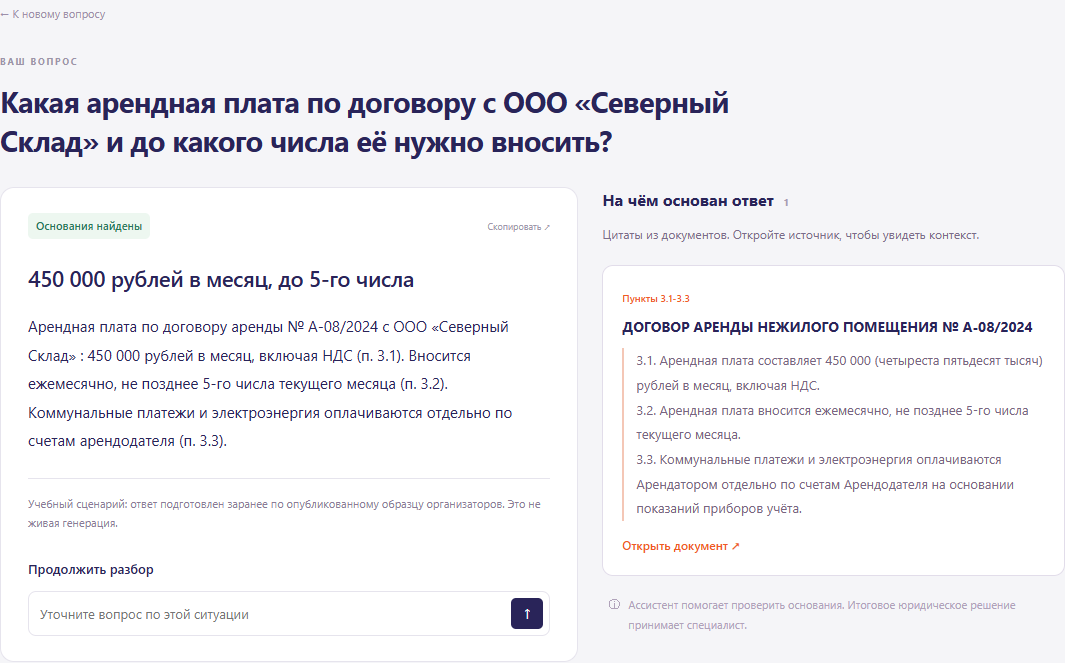 ← К новому вопросу
ВАШ ВОПРОС
Какая арендная плата по договору с ООО «Северный
Склад» и до какого числа её нужно вносить?
Основания найдены
Скопировать ↗
450 000 рублей в месяц, до 5-го числа
Арендная плата по договору аренды № А-08/2024 с ООО «Северный
Склад» : 450 000 рублей в месяц, включая НДС (п. 3.1). Вносится
ежемесячно, не позднее 5-го числа текущего месяца (п. 3.2).
Коммунальные платежи и электроэнергия оплачиваются отдельно по
счетам арендодателя (п. 3.3).
Учебный сценарий: ответ подготовлен заранее по опубликованному образцу организаторов. Это не
живая генерация.
Продолжить разбор
Уточните вопрос по этой ситуации
↑
На чём основан ответ 1
Цитаты из документов. Откройте источник, чтобы увидеть контекст.
Пункты 3.1-3.3
ДОГОВОР АРЕНДЫ НЕЖИЛОГО ПОМЕЩЕНИЯ № А-08/2024
3.1. Арендная плата составляет 450 000 (четыреста пятьдесят тысяч)
рублей в месяц, включая НДС.
3.2. Арендная плата вносится ежемесячно, не позднее 5-го числа
текущего месяца.
3.3. Коммунальные платежи и электроэнергия оплачиваются
Арендатором отдельно по счетам Арендодателя на основании
показаний приборов учёта.
Открыть документ ↗
ⓘ Ассистент помогает проверить основания. Итоговое юридическое решение
принимает специалист.